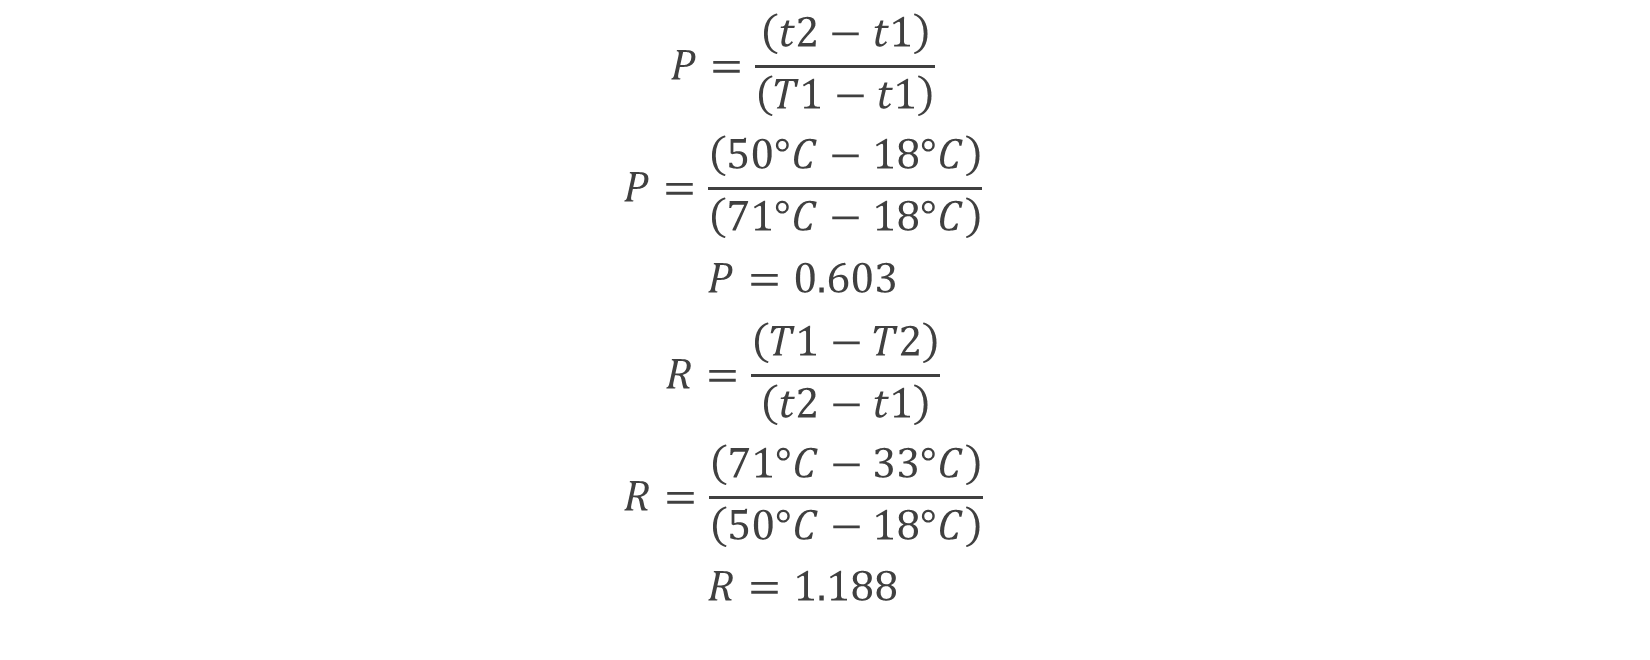 P = (t2 − t1) / (T1 − t1)
P = (50°C − 18°C) / (71°C − 18°C)
P = 0.603
R = (T1 − T2) / (t2 − t1)
R = (71°C − 33°C) / (50°C − 18°C)
R = 1.188